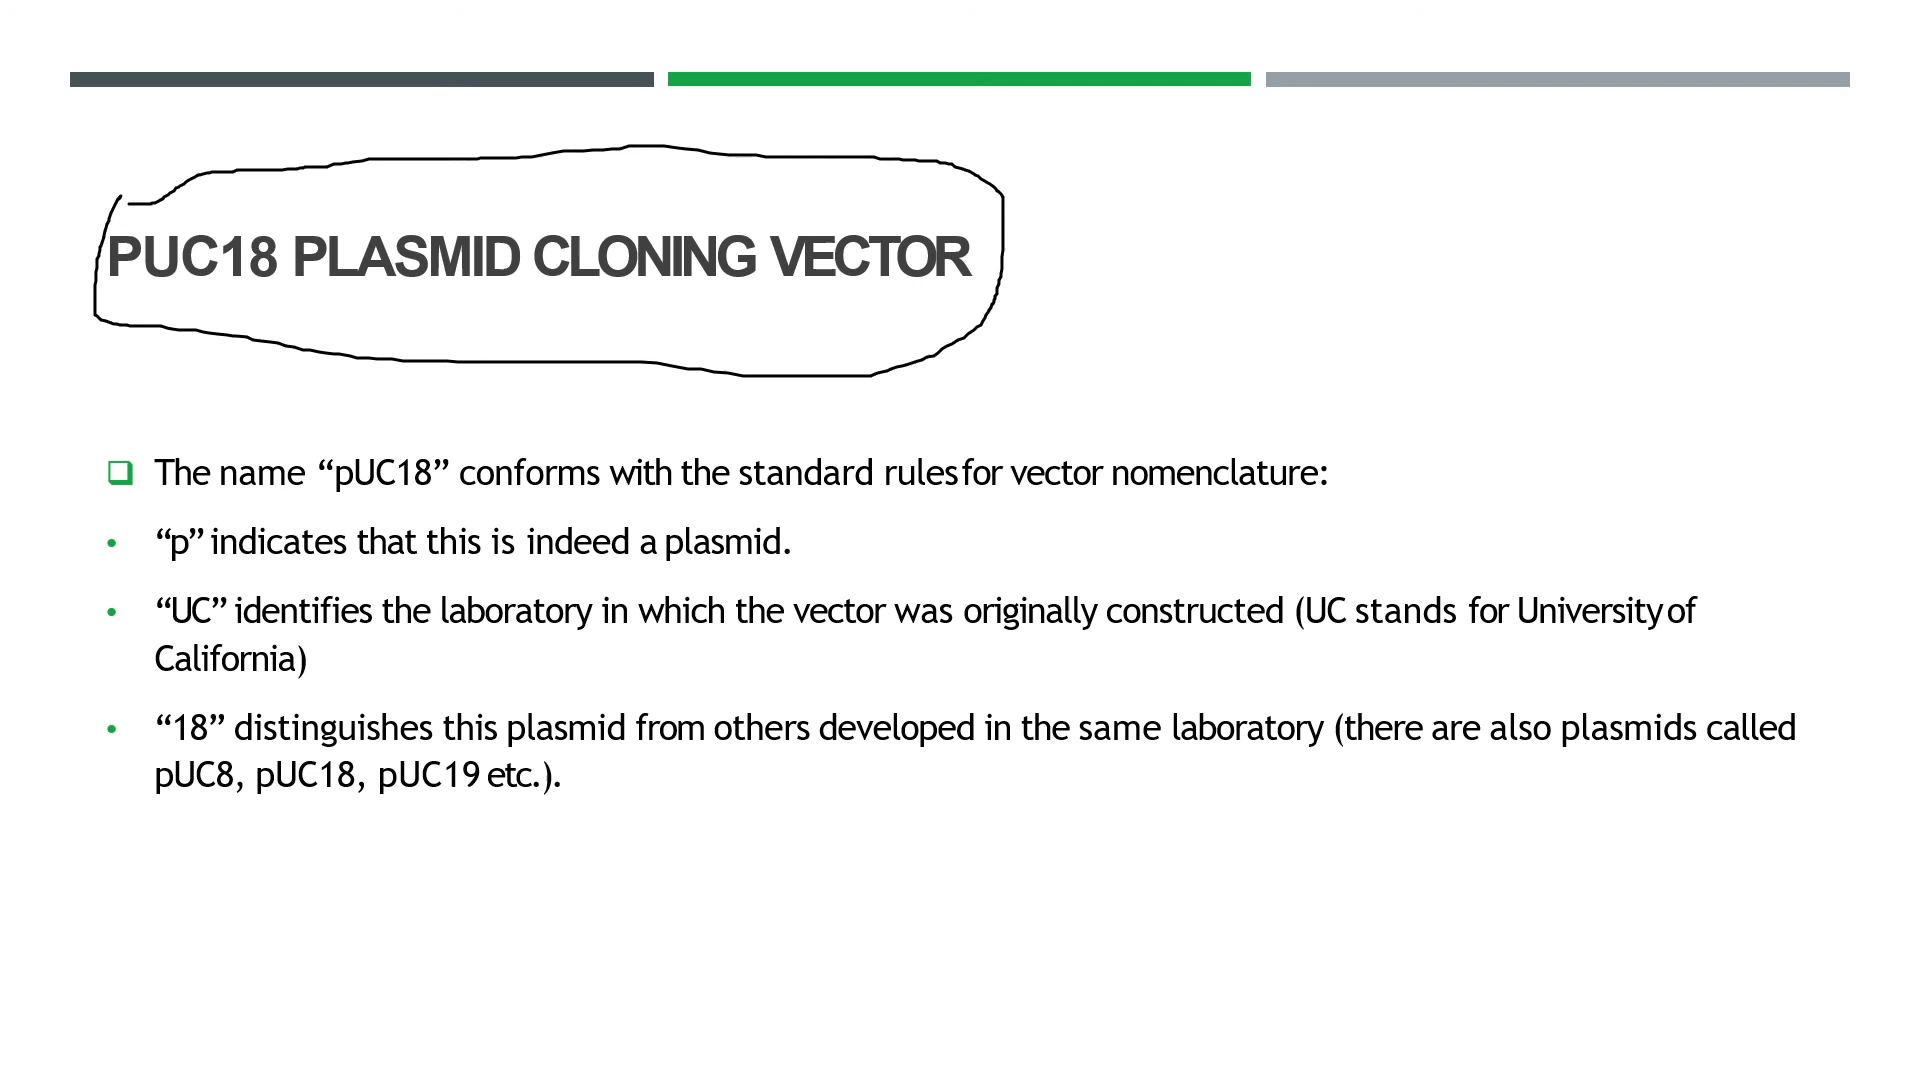 PUC18 PLASMID CLONING VECTOR
The name “pUC18” conforms with the standard rules for vector nomenclature:
“p” indicates that this is indeed a plasmid.
“UC” identifies the laboratory in which the vector was originally constructed (UC stands for University of
California)
“18” distinguishes this plasmid from others developed in the same laboratory (there are also plasmids called
pUC8, pUC18, pUC19 etc.).